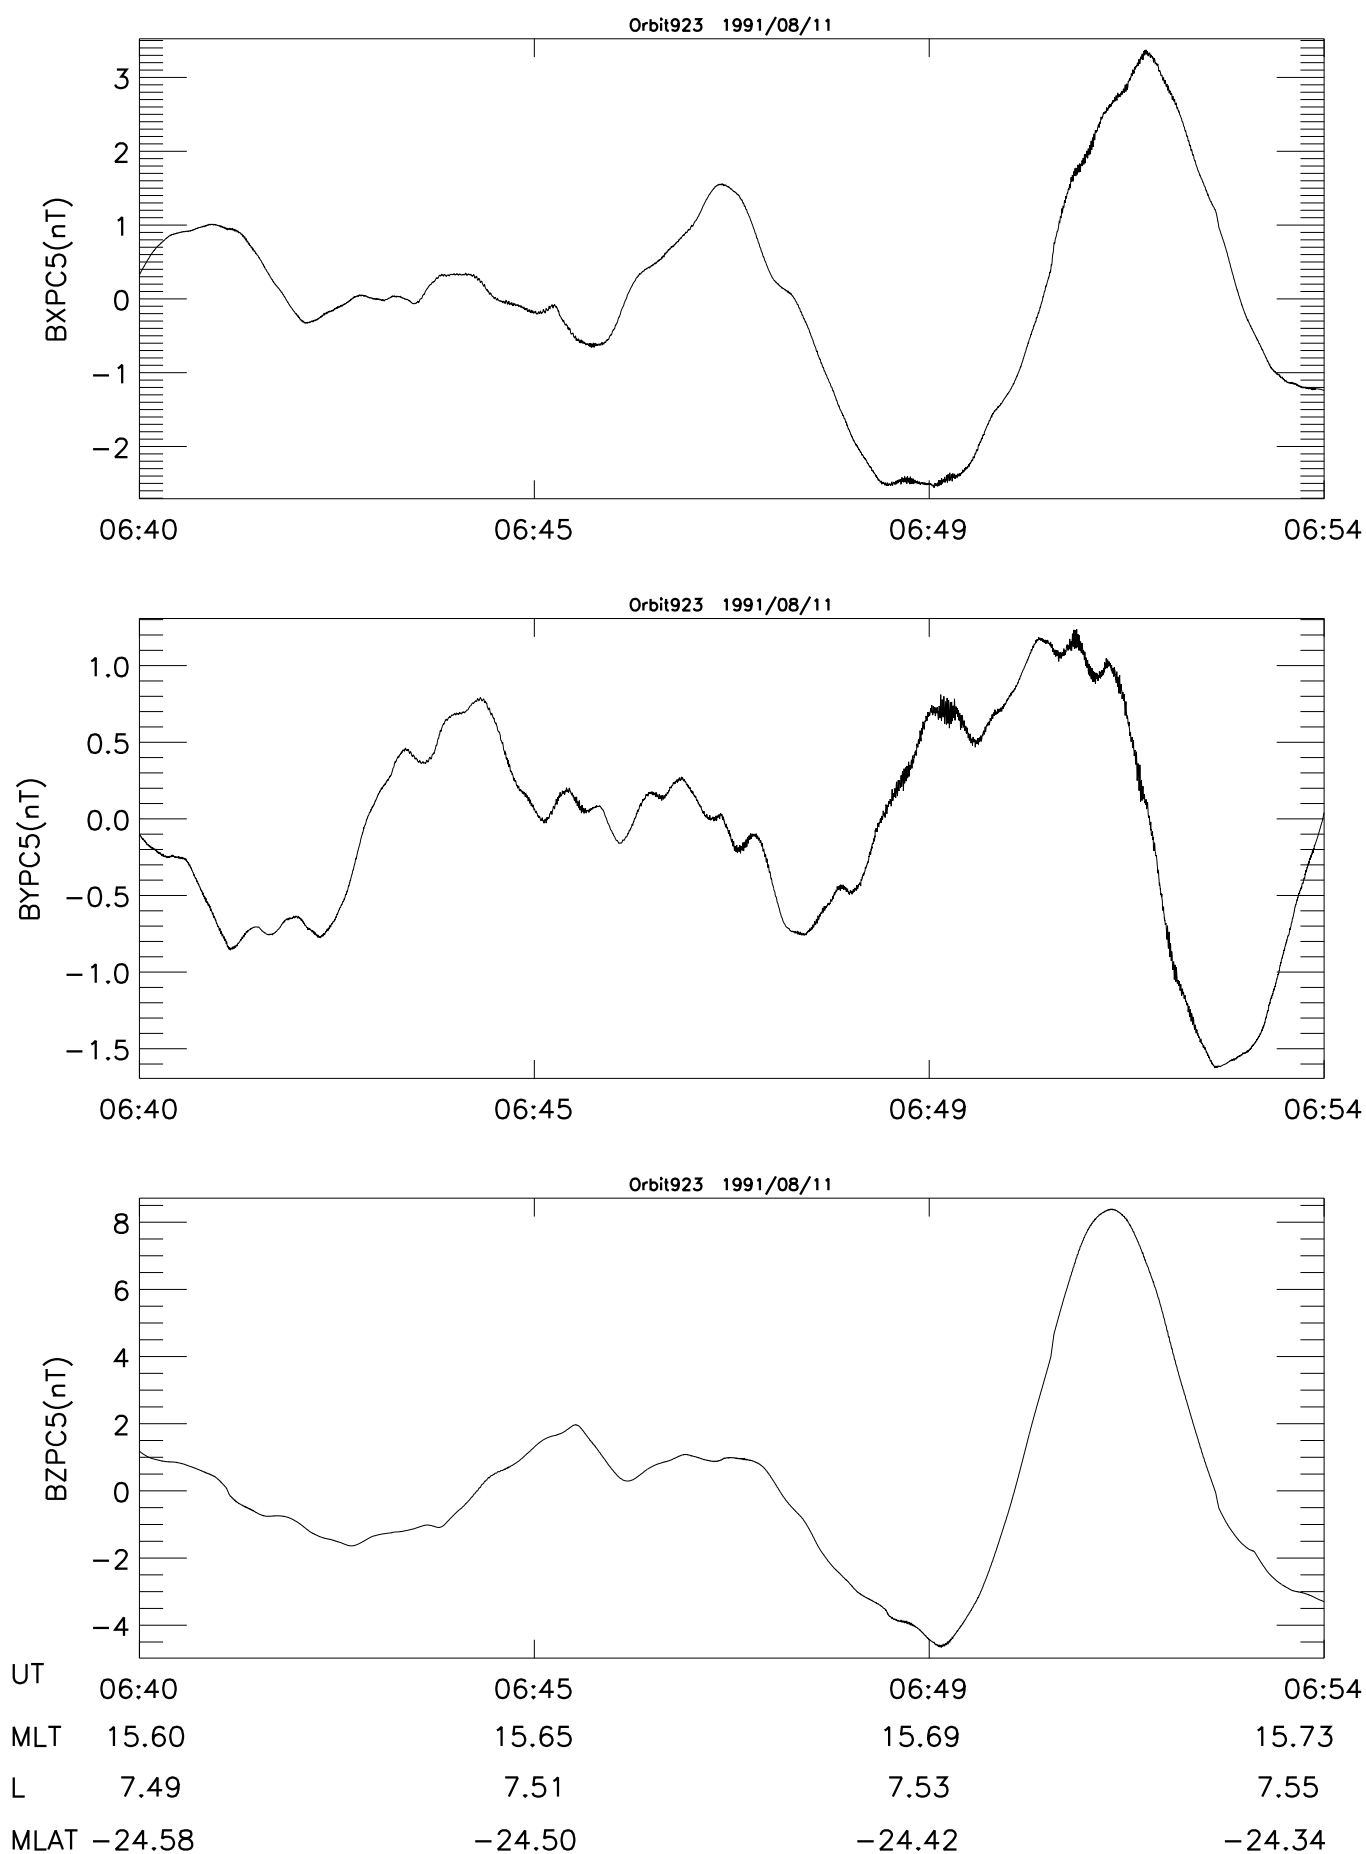 Orbit923 1991/08/11
BXPC5(nT)
3
2
1
0
−1
−2
06:40 06:45 06:49 06:54
Orbit923 1991/08/11
BYPC5(nT)
1.0
0.5
0.0
−0.5
−1.0
−1.5
06:40 06:45 06:49 06:54
Orbit923 1991/08/11
BZPC5(nT)
8
6
4
2
0
−2
−4
UT 06:40 06:45 06:49 06:54
MLT 15.60 15.65 15.69 15.73
L 7.49 7.51 7.53 7.55
MLAT −24.58 −24.50 −24.42 −24.34